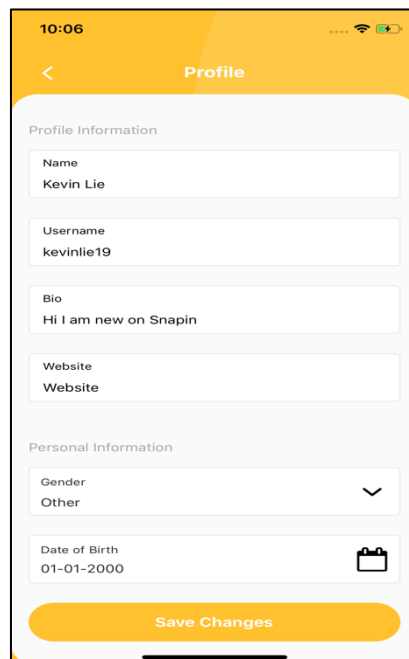 10:06
Profile
Profile Information
Name
Kevin Lie
Username
kevinlie19
Bio
Hi I am new on Snapin
Website
Website
Personal Information
Gender
Other
Date of Birth
01-01-2000
Save Changes